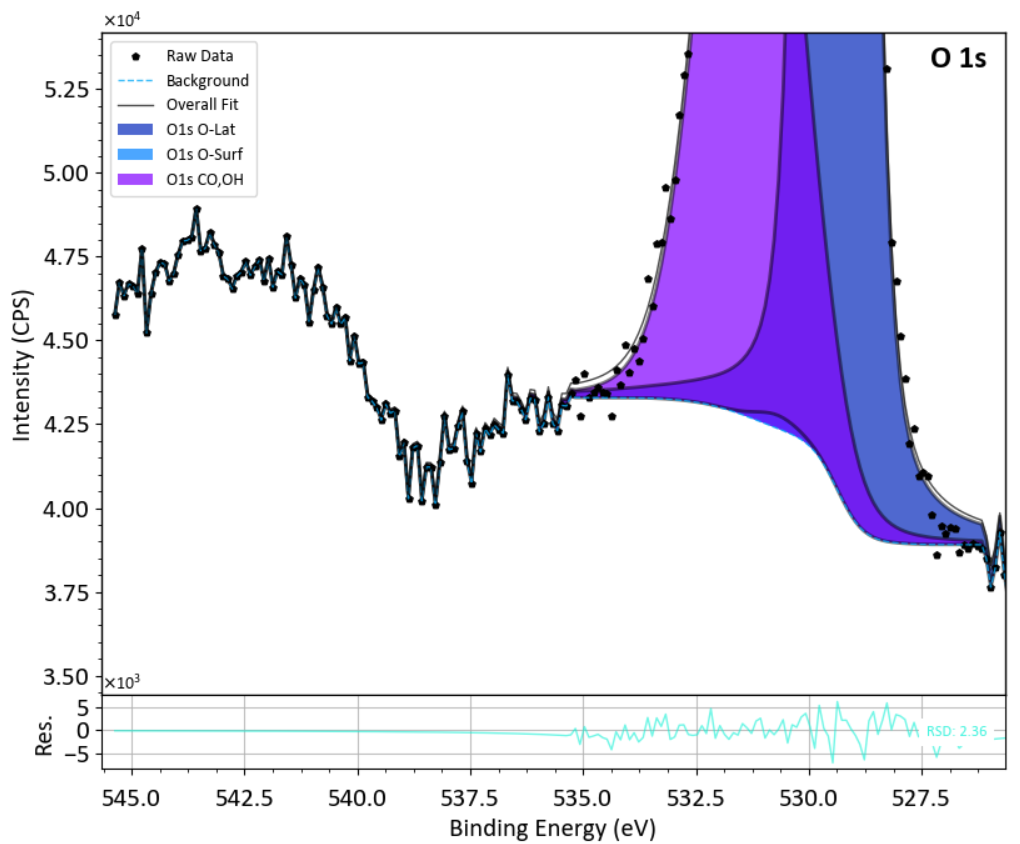 ×10⁴
O 1s
Raw Data
Background
Overall Fit
O1s O-Lat
O1s O-Surf
O1s CO,OH
5.25
5.00
4.75
4.50
4.25
4.00
3.75
3.50
Intensity (CPS)
×10³
5
0
−5
Res.
RSD: 2.36
545.0 542.5 540.0 537.5 535.0 532.5 530.0 527.5
Binding Energy (eV)